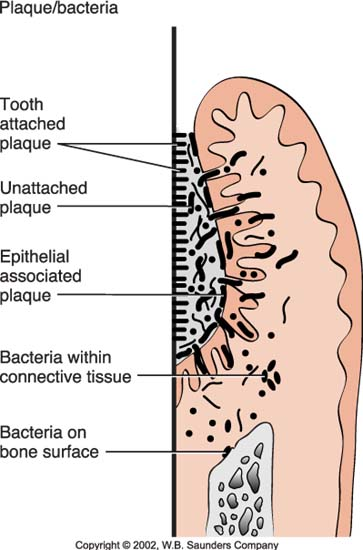 Plaque/bacteria
Tooth
attached
plaque
Unattached
plaque
Epithelial
associated
plaque
Bacteria within
connective tissue
Bacteria on
bone surface
Copyright © 2002, W.B. Saunders Company